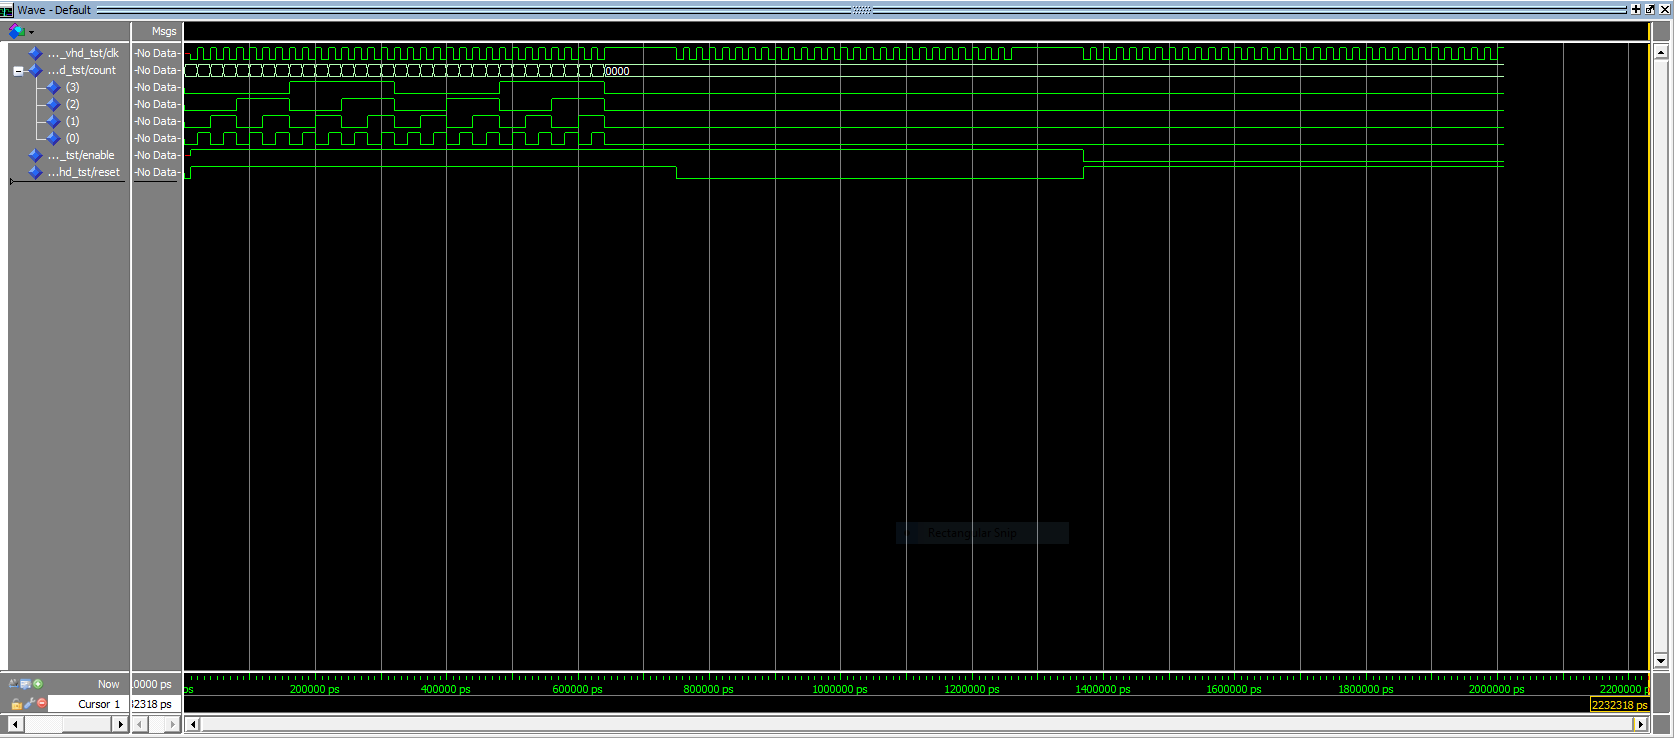 Wave - Default
Msgs
..._vhd_tst/clk -No Data-
...d_tst/count -No Data- 0000
(3) -No Data-
(2) -No Data-
(1) -No Data-
(0) -No Data-
..._tst/enable -No Data-
...hd_tst/reset -No Data-
Rectangular Snip
Now 0000 ps ps 200000 ps 400000 ps 600000 ps 800000 ps 1000000 ps 1200000 ps 1400000 ps 1600000 ps 1800000 ps 2000000 ps 2200000 p
Cursor 1 2318 ps 2232318 ps